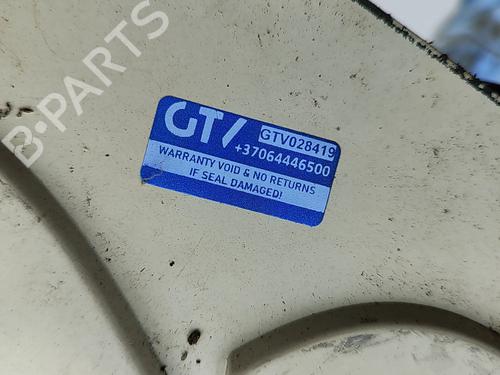 B-PARTS
GTV
GTV028419
+37064446500
WARRANTY VOID & NO RETURNS
IF SEAL DAMAGED!